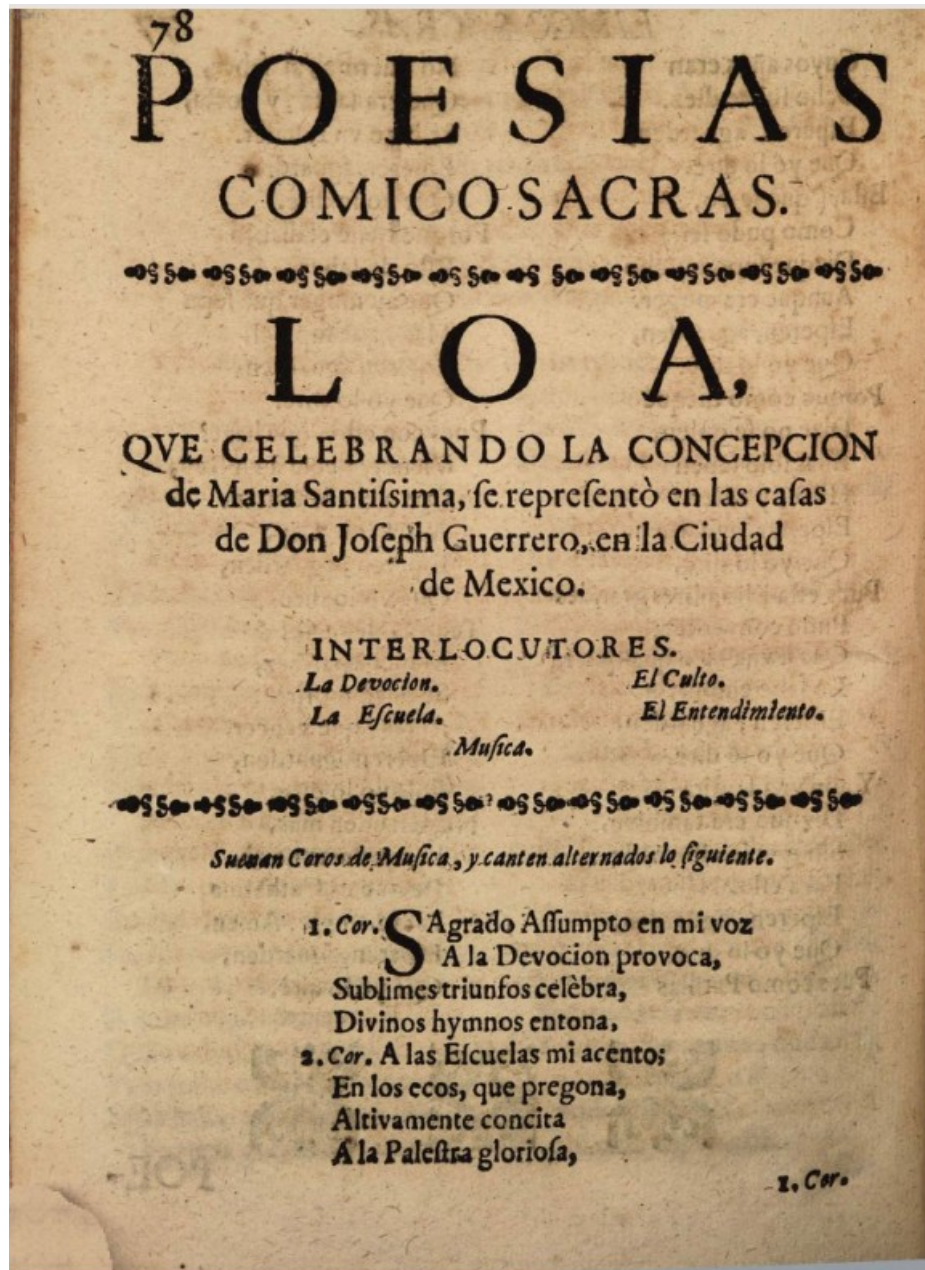 78
POESIAS
COMICO SACRAS.
LOA,
QVE CELEBRANDO LA CONCEPCION
de Maria Santiſſima, ſe repreſentò en las caſas
de Don Joſeph Guerrero, en la Ciudad
de Mexico.
INTERLOCUTORES.
La Devocion. El Culto.
La Eſcuela. El Entendimiento.
Muſica.
Suenan Coros de Muſica, y canten alternados lo ſiguiente.
1. Cor. SAgrado Aſſumpto en mi voz
A la Devocion provoca,
Sublimes triunfos celèbra,
Divinos hymnos entona,
2. Cor. A las Eſcuelas mi acento;
En los ecos, que pregona,
Altivamente concita
A la Paleſtra glorioſa,
1. Cor.